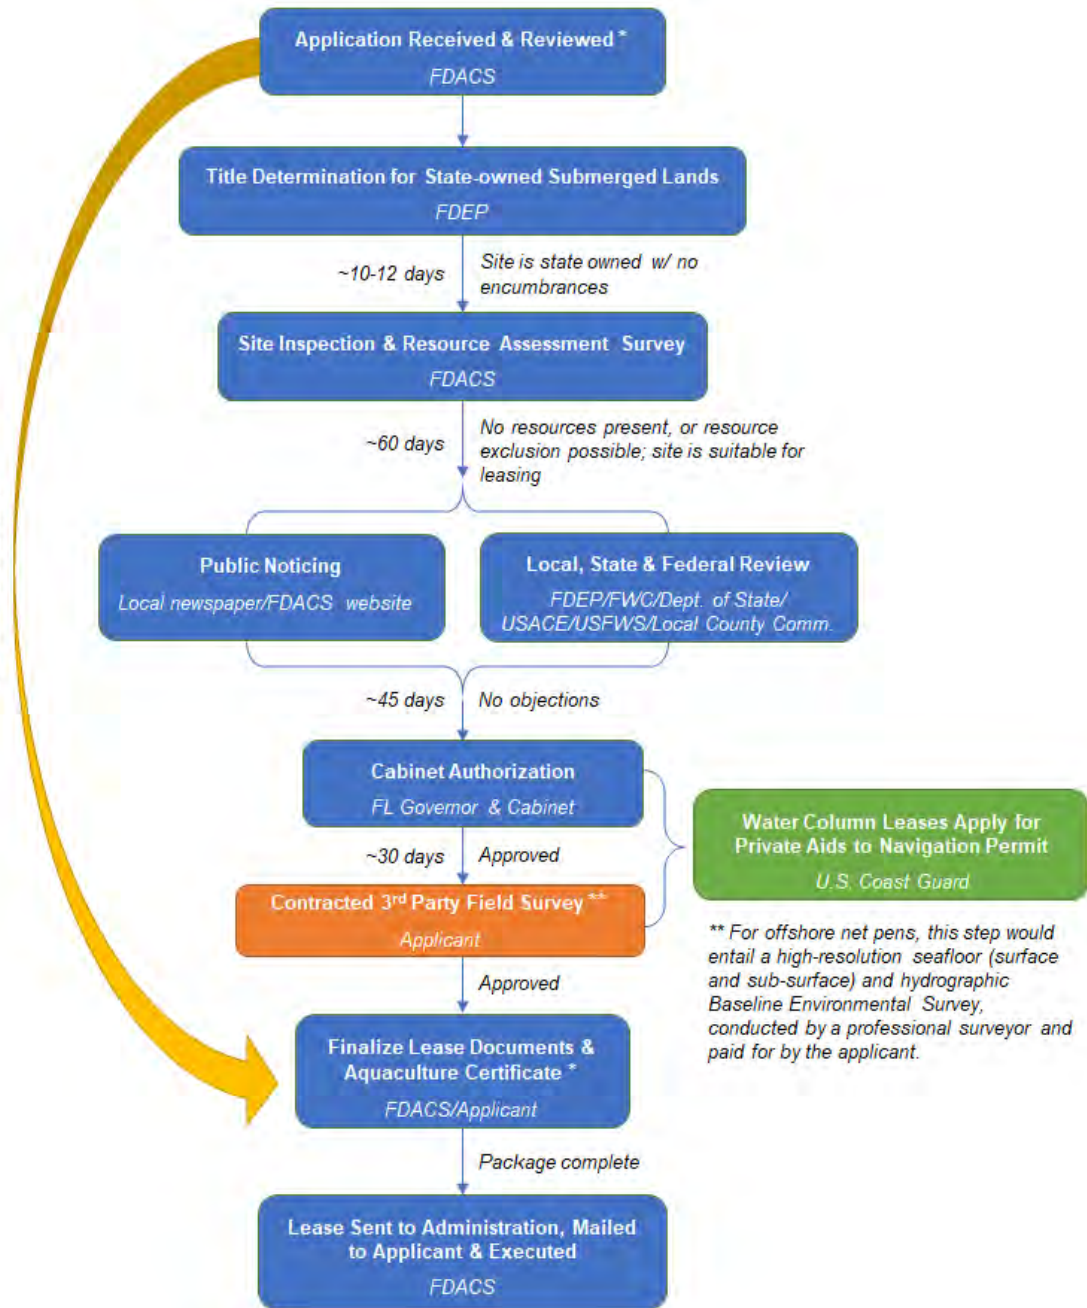 Application Received & Reviewed *
FDACS
Title Determination for State-owned Submerged Lands
FDEP
~10-12 days
Site is state owned w/ no
encumbrances
Site Inspection & Resource Assessment Survey
FDACS
~60 days
No resources present, or resource
exclusion possible; site is suitable for
leasing
Public Noticing
Local newspaper/FDACS website
Local, State & Federal Review
FDEP/FWC/Dept. of State/
USACE/USFWS/Local County Comm.
~45 days
No objections
Cabinet Authorization
FL Governor & Cabinet
~30 days
Approved
Water Column Leases Apply for
Private Aids to Navigation Permit
U.S. Coast Guard
Contracted 3rd Party Field Survey **
Applicant
** For offshore net pens, this step would
entail a high-resolution seafloor (surface
and sub-surface) and hydrographic
Baseline Environmental Survey,
conducted by a professional surveyor and
paid for by the applicant.
Approved
Finalize Lease Documents &
Aquaculture Certificate *
FDACS/Applicant
Package complete
Lease Sent to Administration, Mailed
to Applicant & Executed
FDACS